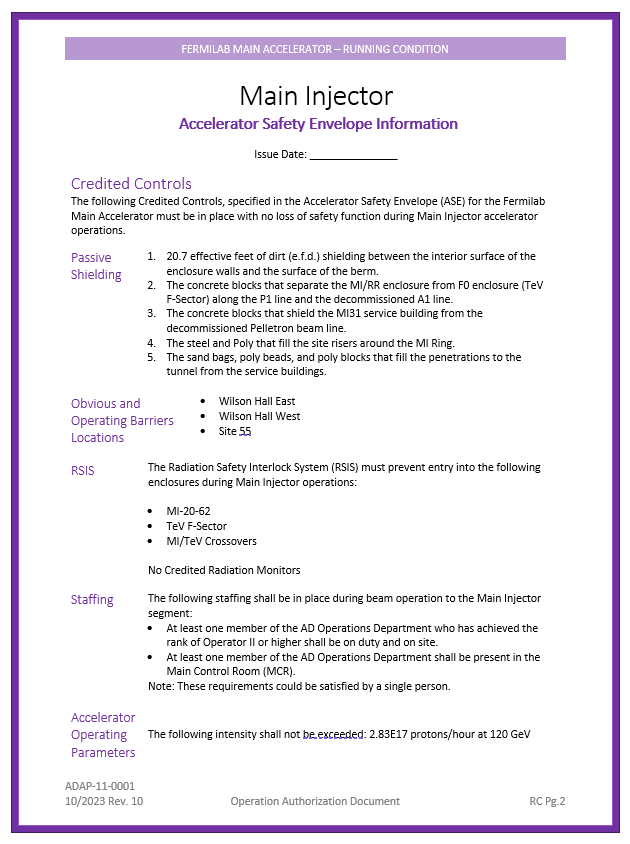 FERMILAB MAIN ACCELERATOR – RUNNING CONDITION
Main Injector
Accelerator Safety Envelope Information
Issue Date: _______________
Credited Controls
The following Credited Controls, specified in the Accelerator Safety Envelope (ASE) for the Fermilab
Main Accelerator must be in place with no loss of safety function during Main Injector accelerator
operations.
Passive
Shielding
1. 20.7 effective feet of dirt (e.f.d.) shielding between the interior surface of the
enclosure walls and the surface of the berm.
2. The concrete blocks that separate the MI/RR enclosure from F0 enclosure (TeV
F-Sector) along the P1 line and the decommissioned A1 line.
3. The concrete blocks that shield the MI31 service building from the
decommissioned Pelletron beam line.
4. The steel and Poly that fill the site risers around the MI Ring.
5. The sand bags, poly beads, and poly blocks that fill the penetrations to the
tunnel from the service buildings.
Obvious and
Operating Barriers
Locations
• Wilson Hall East
• Wilson Hall West
• Site 55
RSIS
The Radiation Safety Interlock System (RSIS) must prevent entry into the following
enclosures during Main Injector operations:
• MI-20-62
• TeV F-Sector
• MI/TeV Crossovers
No Credited Radiation Monitors
Staffing
The following staffing shall be in place during beam operation to the Main Injector
segment:
• At least one member of the AD Operations Department who has achieved the
rank of Operator II or higher shall be on duty and on site.
• At least one member of the AD Operations Department shall be present in the
Main Control Room (MCR).
Note: These requirements could be satisfied by a single person.
Accelerator
Operating
Parameters
The following intensity shall not be exceeded: 2.83E17 protons/hour at 120 GeV
ADAP-11-0001
10/2023 Rev. 10
Operation Authorization Document
RC Pg.2